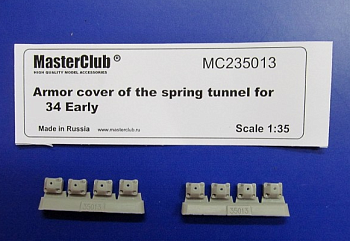 MasterClub®
HIGH QUALITY MODEL ACCESSORIES
MC235013
Armor cover of the spring tunnel for
34 Early
Made in Russia
www.masterclub.ru
Scale 1:35